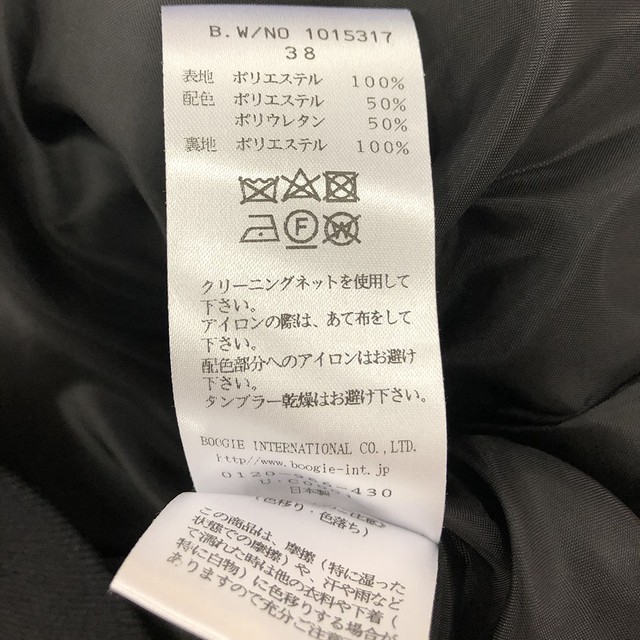 B.W/NO 1015317
38
表地 ポリエステル 100%
配色 ポリエステル 50%
ポリウレタン 50%
裏地 ポリエステル 100%
F W
クリーニングネットを使用して
下さい。
アイロンの際は、あて布をして
下さい。
配色部分へのアイロンはお避け
下さい。
タンブラー乾燥はお避け下さい。
BOOGIE INTERNATIONAL CO.,LTD.
http//www.boogie-int.jp
0120 430
日本製
(色移り・色落ち)
この商品は、摩擦(特に湿った
状態での摩擦)や、汗や雨など
で濡れた時は他の衣料や下着(
特に白物)に色移りする場合が
ありますので充分ご注意